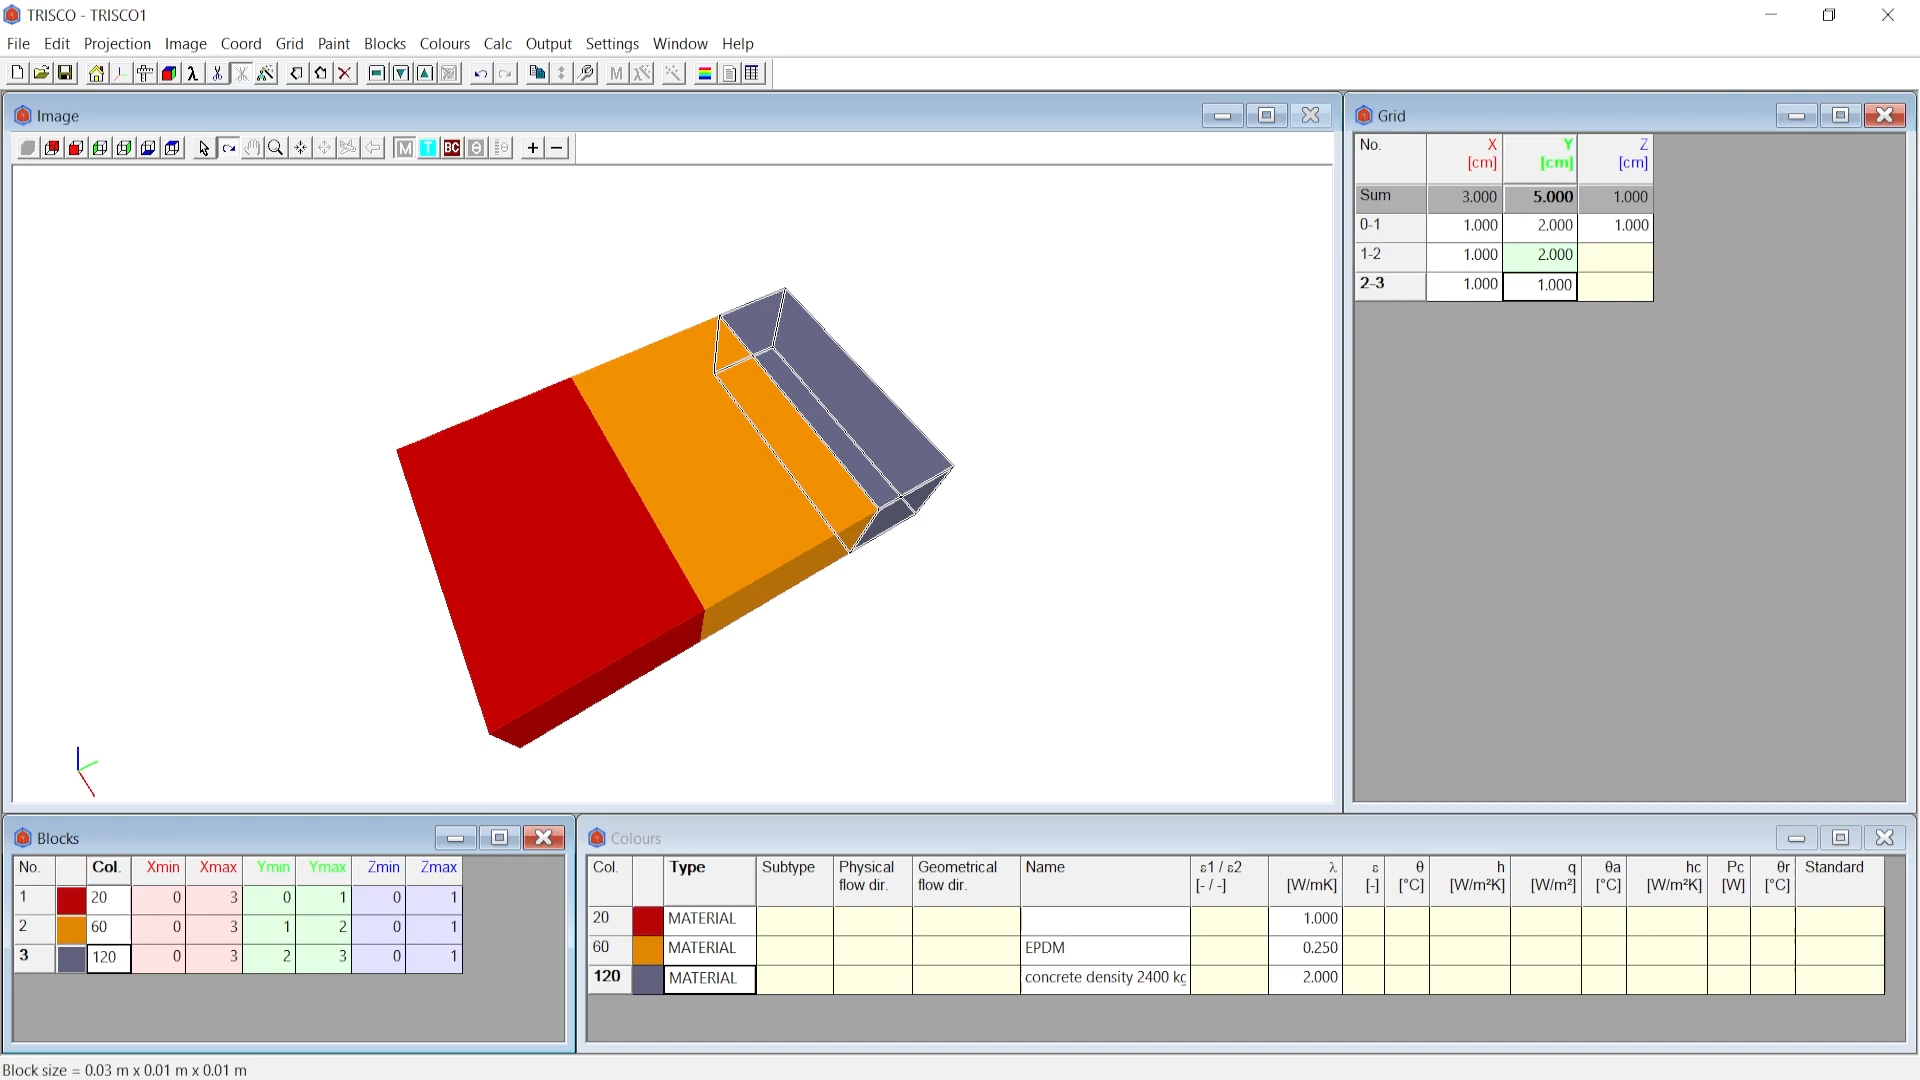 TRISCO - TRISCO1
File Edit Projection Image Coord Grid Paint Blocks Colours Calc Output Settings Window Help
λ M
Image
M T BC Θ Θ + −
Grid
No. X [cm] Y [cm] Z [cm]
Sum 3.000 5.000 1.000
0-1 1.000 2.000 1.000
1-2 1.000 2.000
2-3 1.000 1.000
Blocks
No. Col. Xmin Xmax Ymin Ymax Zmin Zmax
1 20 0 3 0 1 0 1
2 60 0 3 1 2 0 1
3 120 0 3 2 3 0 1
Colours
Col. Type Subtype Physical flow dir. Geometrical flow dir. Name ε1 / ε2 [- / -] λ [W/mK] ε [-] θ [°C] h [W/m²K] q [W/m²] θa [°C] hc [W/m²K] Pc [W] θr [°C] Standard
20 MATERIAL 1.000
60 MATERIAL EPDM 0.250
120 MATERIAL concrete density 2400 kg 2.000
Block size = 0.03 m x 0.01 m x 0.01 m